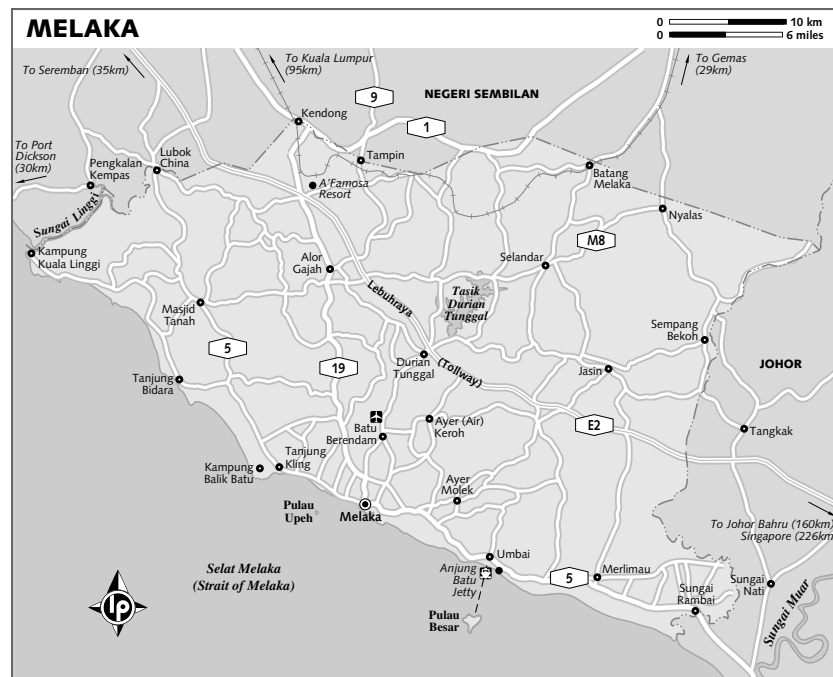 MELAKA
0 10 km
0 6 miles
To Seremban (35km)
To Kuala Lumpur
(95km)
To Gemas
(29km)
9
NEGERI SEMBILAN
Kendong
1
To Port
Dickson
(30km)
Lubok
China
Pengkalan
Kempas
Tampin
Batang
Melaka
A'Famosa
Resort
Sungai Linggi
Nyalas
M8
Kampung
Kuala Linggi
Alor
Gajah
Selandar
Lebuhraya
Tasik
Durian
Tunggal
Masjid
Tanah
Sempang
Bekoh
5
19
Durian
Tunggal
(Tollway)
Jasin
JOHOR
Tanjung
Bidara
Batu
Berendam
Ayer (Air)
Keroh
E2
Tangkak
Tanjung
Kling
Kampung
Balik Batu
Ayer
Molek
Pulau
Upeh
Melaka
To Johor Bahru (160km)
Singapore (226km)
Umbai
Selat Melaka
(Strait of Melaka)
Anjung
Batu
Jetty
5
Merlimau
Sungai
Rambai
Sungai
Nati
Sungai Muar
lp
Pulau
Besar